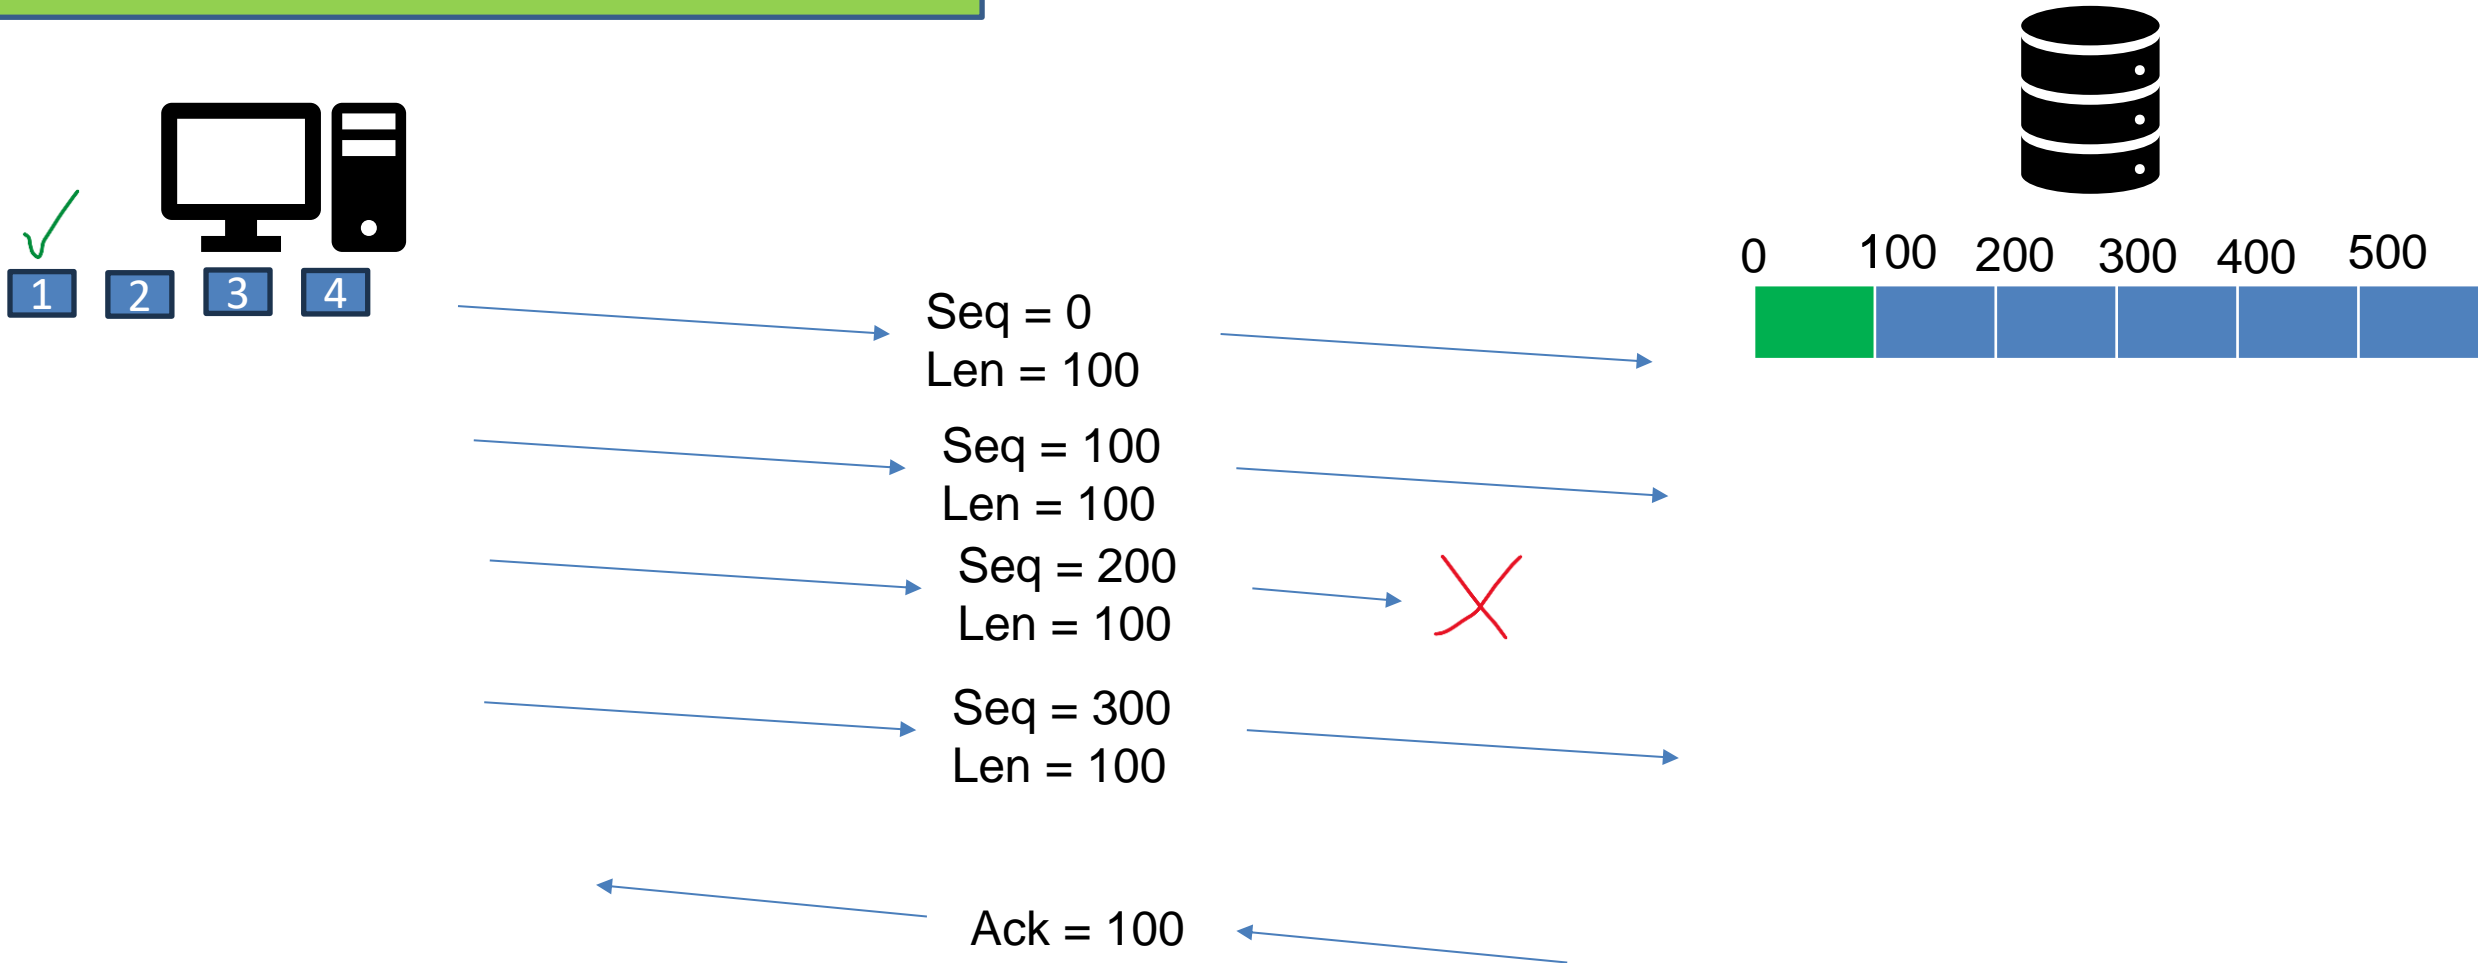 1 2 3 4
0 100 200 300 400 500
Seq = 0
Len = 100
Seq = 100
Len = 100
Seq = 200
Len = 100
Seq = 300
Len = 100
Ack = 100